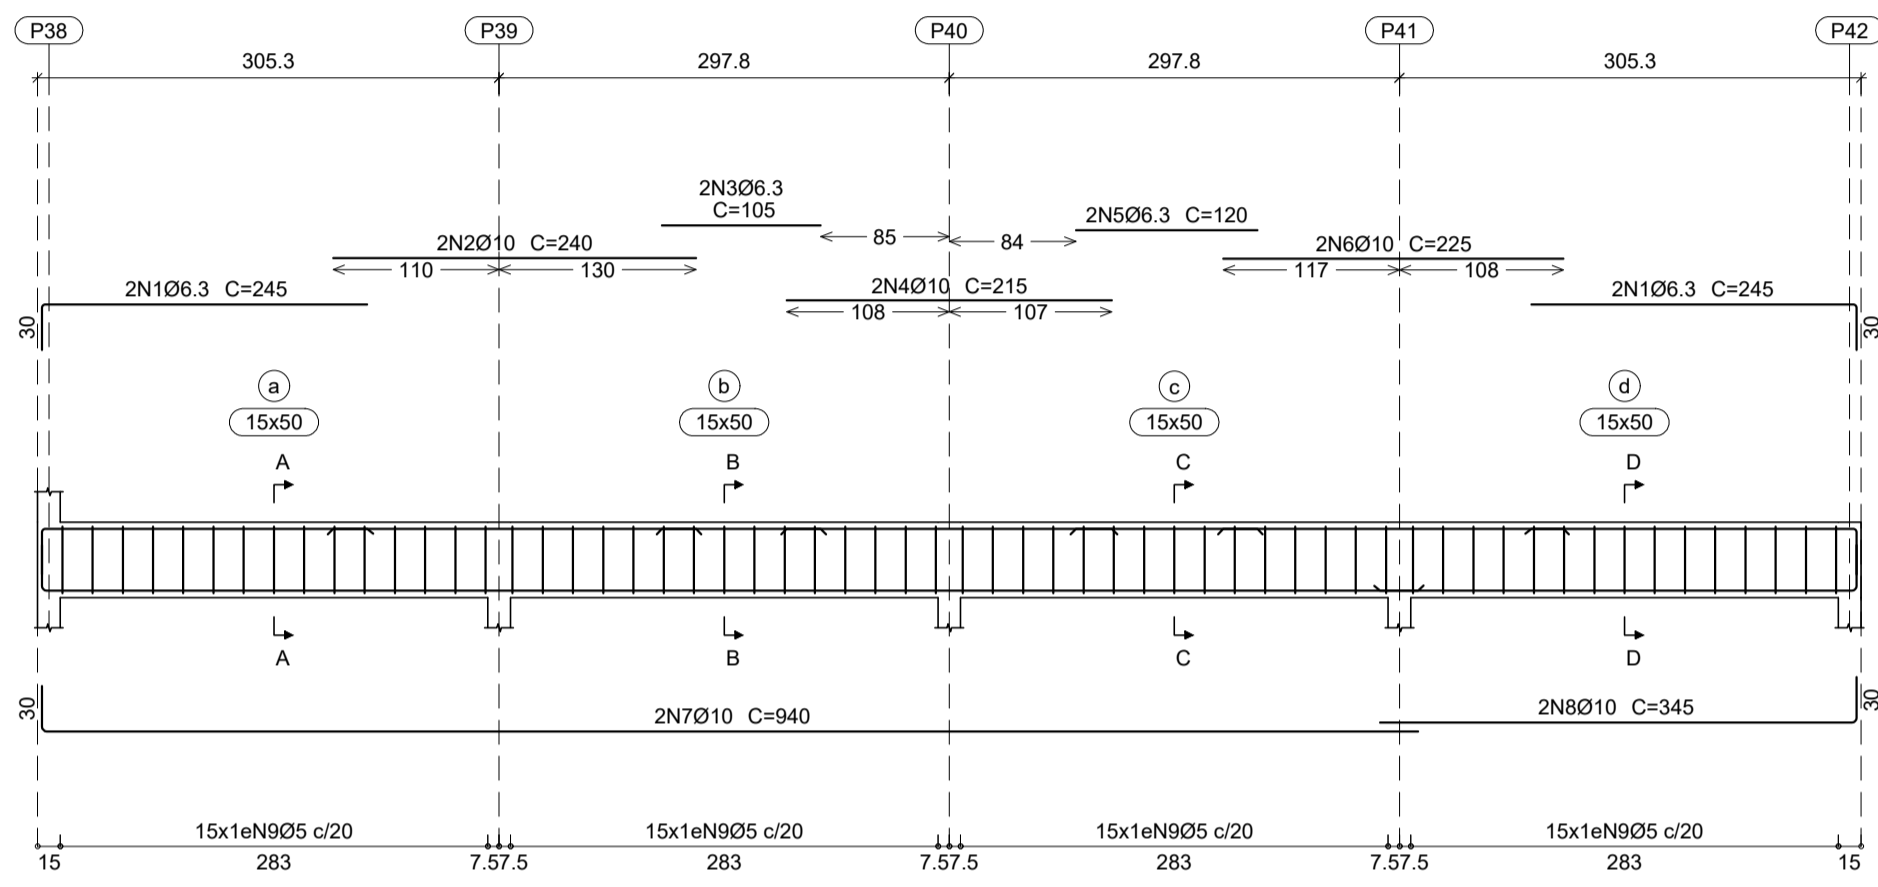 P38 P39 P40 P41 P42
305.3 297.8 297.8 305.3
2N3Ø6.3
C=105
2N5Ø6.3 C=120
85 84
2N2Ø10 C=240
2N6Ø10 C=225
110 130 117 108
2N1Ø6.3 C=245
2N4Ø10 C=215
2N1Ø6.3 C=245
108 107
30 30
a b c d
15x50 15x50 15x50 15x50
A B C D
A B C D
30 30
2N7Ø10 C=940
2N8Ø10 C=345
15x1eN9Ø5 c/20 15x1eN9Ø5 c/20 15x1eN9Ø5 c/20 15x1eN9Ø5 c/20
15 283 7.57.5 283 7.57.5 283 7.57.5 283 15